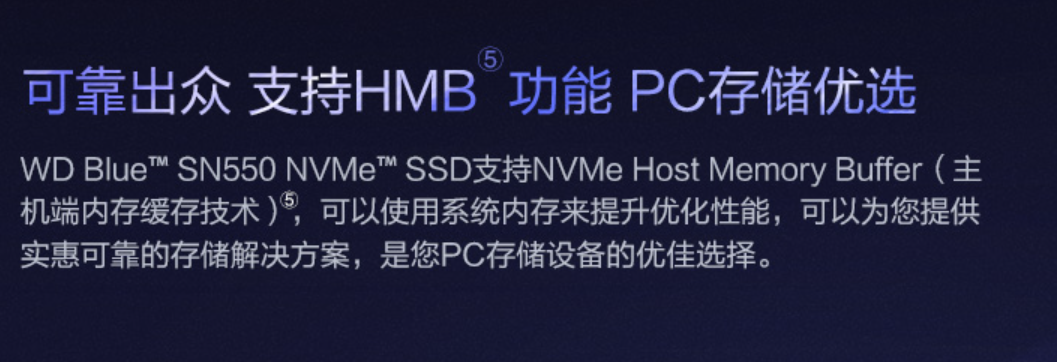 可靠出众 支持HMB⑤功能 PC存储优选
WD Blue™ SN550 NVMe™ SSD支持NVMe Host Memory Buffer（主
机端内存缓存技术）⑤，可以使用系统内存来提升优化性能，可以为您提供
实惠可靠的存储解决方案，是您PC存储设备的优佳选择。